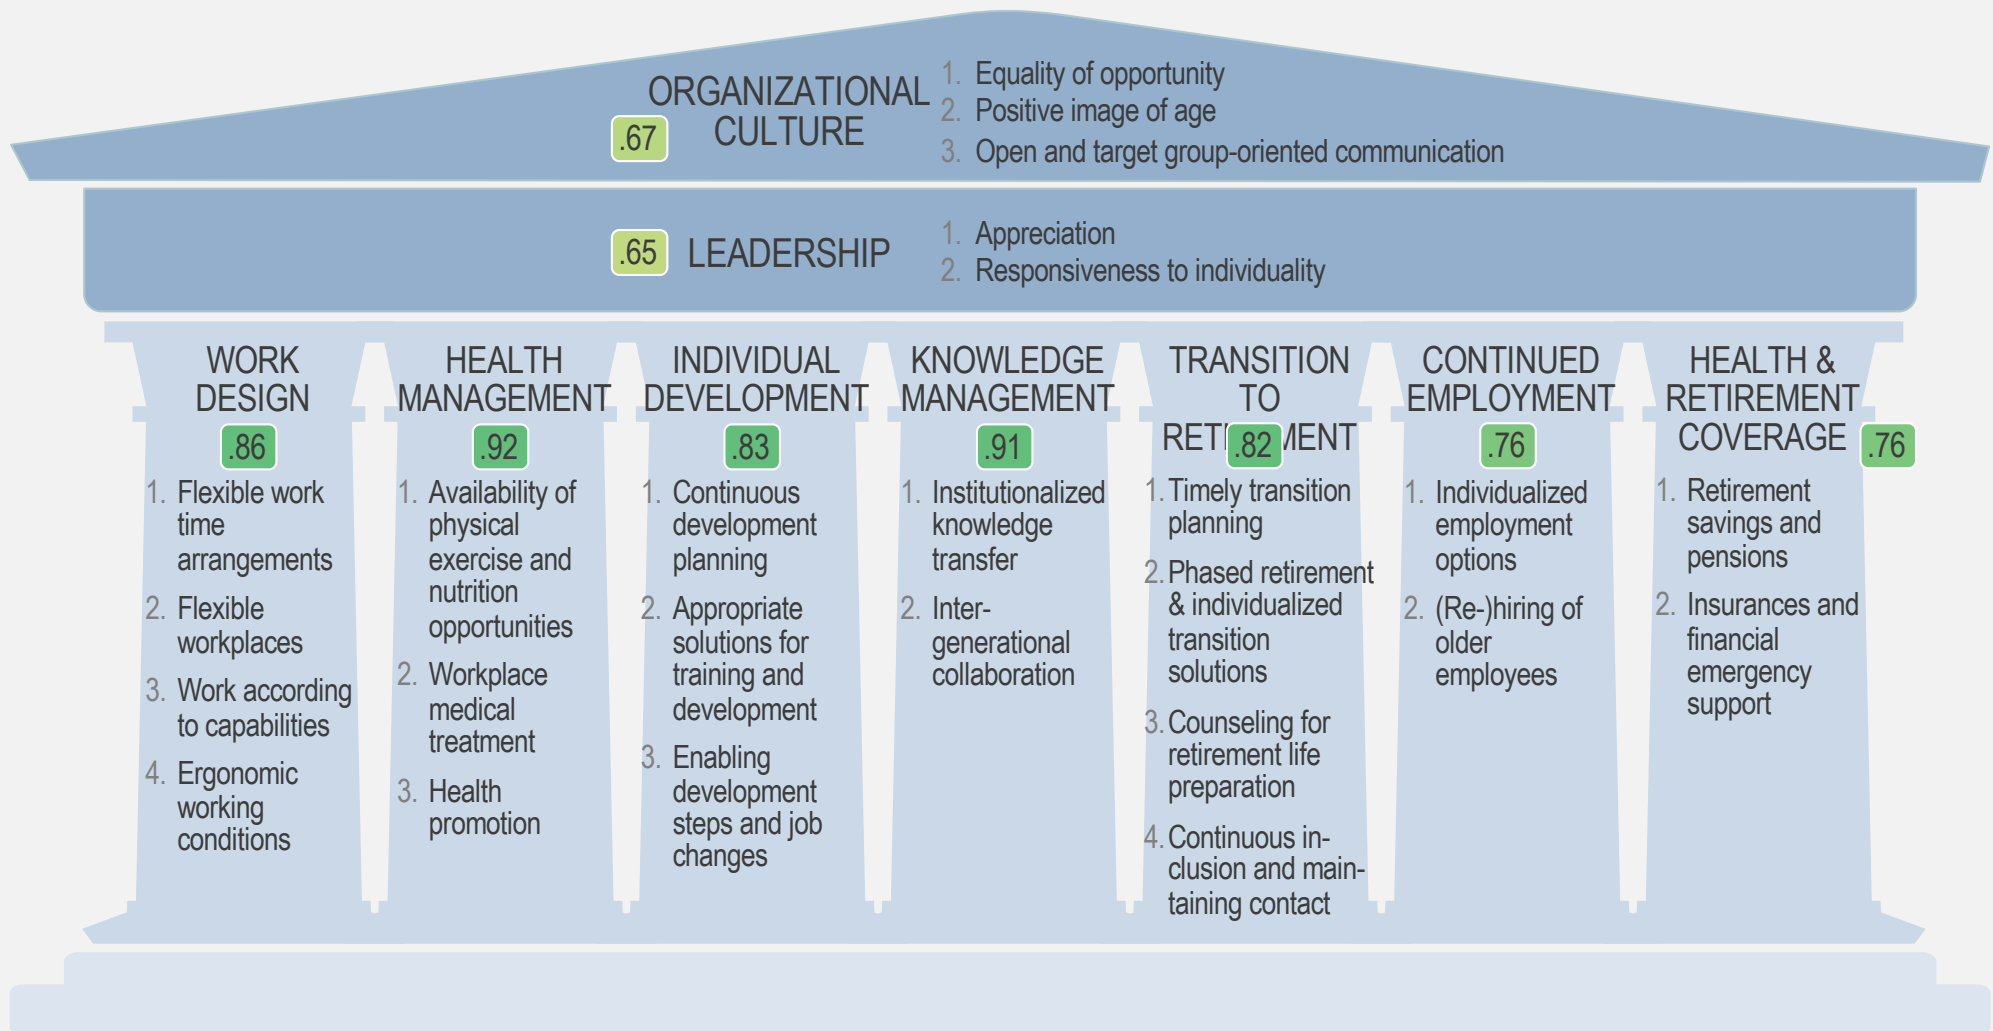 ORGANIZATIONAL
CULTURE
.67
1. Equality of opportunity
2. Positive image of age
3. Open and target group-oriented communication
.65
LEADERSHIP
1. Appreciation
2. Responsiveness to individuality
WORK
DESIGN
.86
1. Flexible work
time
arrangements
2. Flexible
workplaces
3. Work according
to capabilities
4. Ergonomic
working
conditions
HEALTH
MANAGEMENT
.92
1. Availability of
physical
exercise and
nutrition
opportunities
2. Workplace
medical
treatment
3. Health
promotion
INDIVIDUAL
DEVELOPMENT
.83
1. Continuous
development
planning
2. Appropriate
solutions for
training and
development
3. Enabling
development
steps and job
changes
KNOWLEDGE
MANAGEMENT
.91
1. Institutionalized
knowledge
transfer
2. Inter-
generational
collaboration
TRANSITION
TO
.82
1. Timely transition
planning
2. Phased retirement
& individualized
transition
solutions
3. Counseling for
retirement life
preparation
4. Continuous in-
clusion and main-
taining contact
CONTINUED
EMPLOYMENT
.76
1. Individualized
employment
options
2. (Re-)hiring of
older
employees
HEALTH &
RETIREMENT
COVERAGE
.76
1. Retirement
savings and
pensions
2. Insurances and
financial
emergency
support